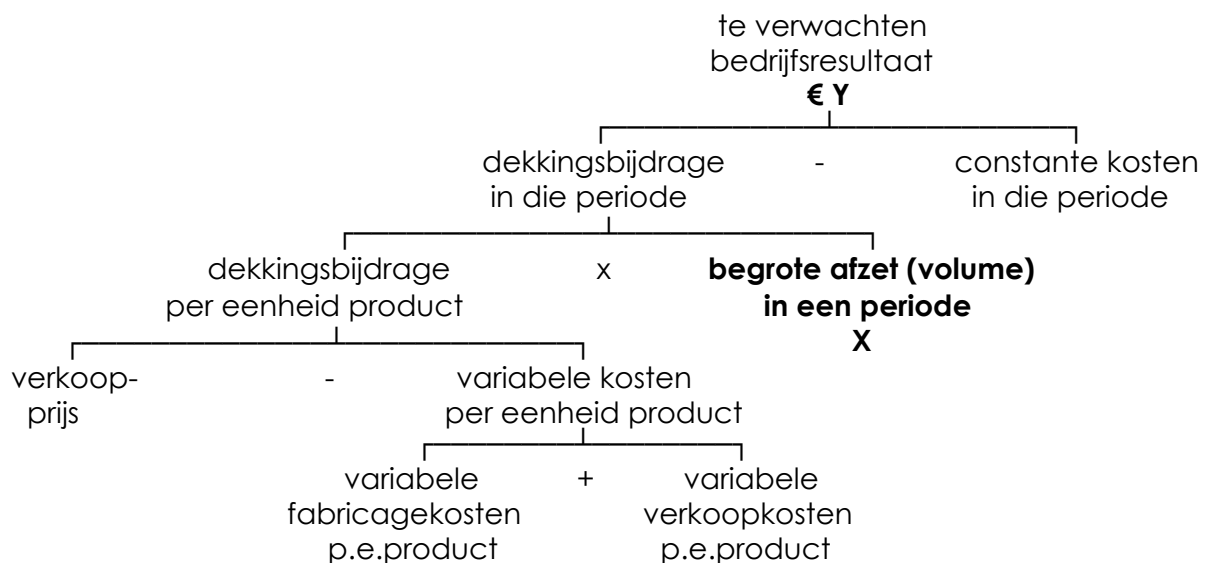 te verwachten
bedrijfsresultaat
€ Y
dekkingsbijdrage - constante kosten
in die periode in die periode
dekkingsbijdrage x begrote afzet (volume)
per eenheid product in een periode
X
verkoop- - variabele kosten
prijs per eenheid product
variabele + variabele
fabricagekosten verkoopkosten
p.e.product p.e.product